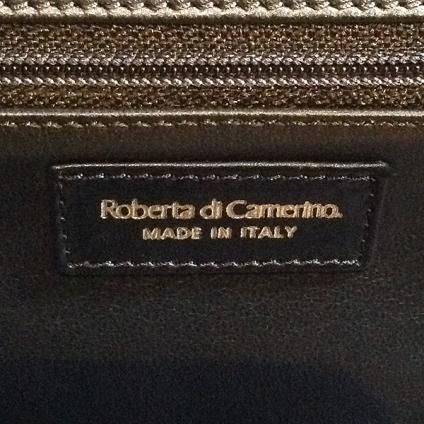 Roberta di Camerino.
MADE IN ITALY